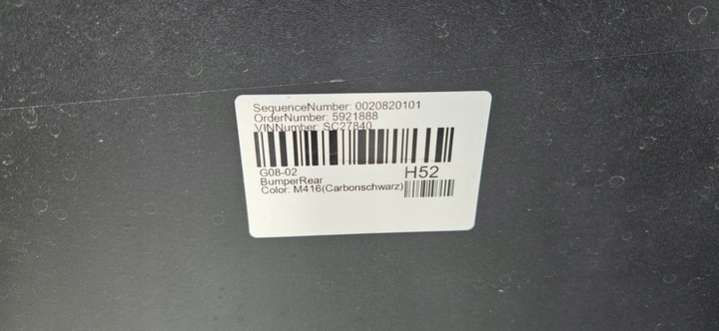 SequenceNumber: 0020820101
OrderNumber: 5921888
VINNumber: SC27840
G08-02
H52
BumperRear
Color: M416(Carbonschwarz)